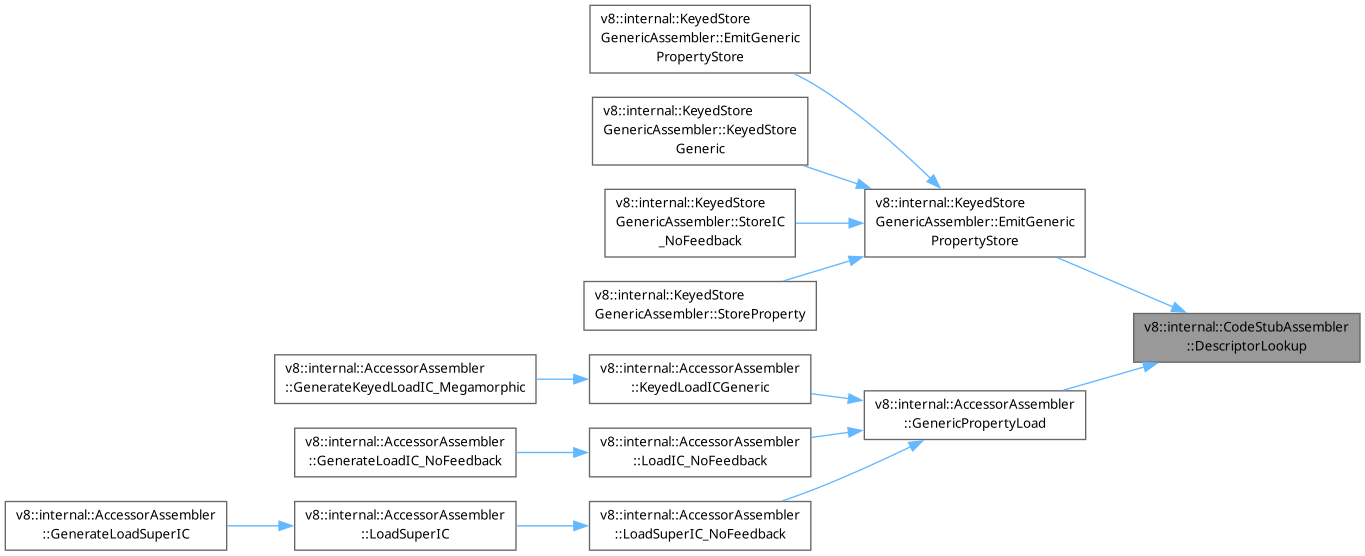 v8::internal::KeyedStore
GenericAssembler::EmitGeneric
PropertyStore
v8::internal::KeyedStore
GenericAssembler::KeyedStore
Generic
v8::internal::KeyedStore
GenericAssembler::StoreIC
_NoFeedback
v8::internal::KeyedStore
GenericAssembler::EmitGeneric
PropertyStore
v8::internal::KeyedStore
GenericAssembler::StoreProperty
v8::internal::CodeStubAssembler
::DescriptorLookup
v8::internal::AccessorAssembler
::GenerateKeyedLoadIC_Megamorphic
v8::internal::AccessorAssembler
::KeyedLoadICGeneric
v8::internal::AccessorAssembler
::GenericPropertyLoad
v8::internal::AccessorAssembler
::GenerateLoadIC_NoFeedback
v8::internal::AccessorAssembler
::LoadIC_NoFeedback
v8::internal::AccessorAssembler
::GenerateLoadSuperIC
v8::internal::AccessorAssembler
::LoadSuperIC
v8::internal::AccessorAssembler
::LoadSuperIC_NoFeedback